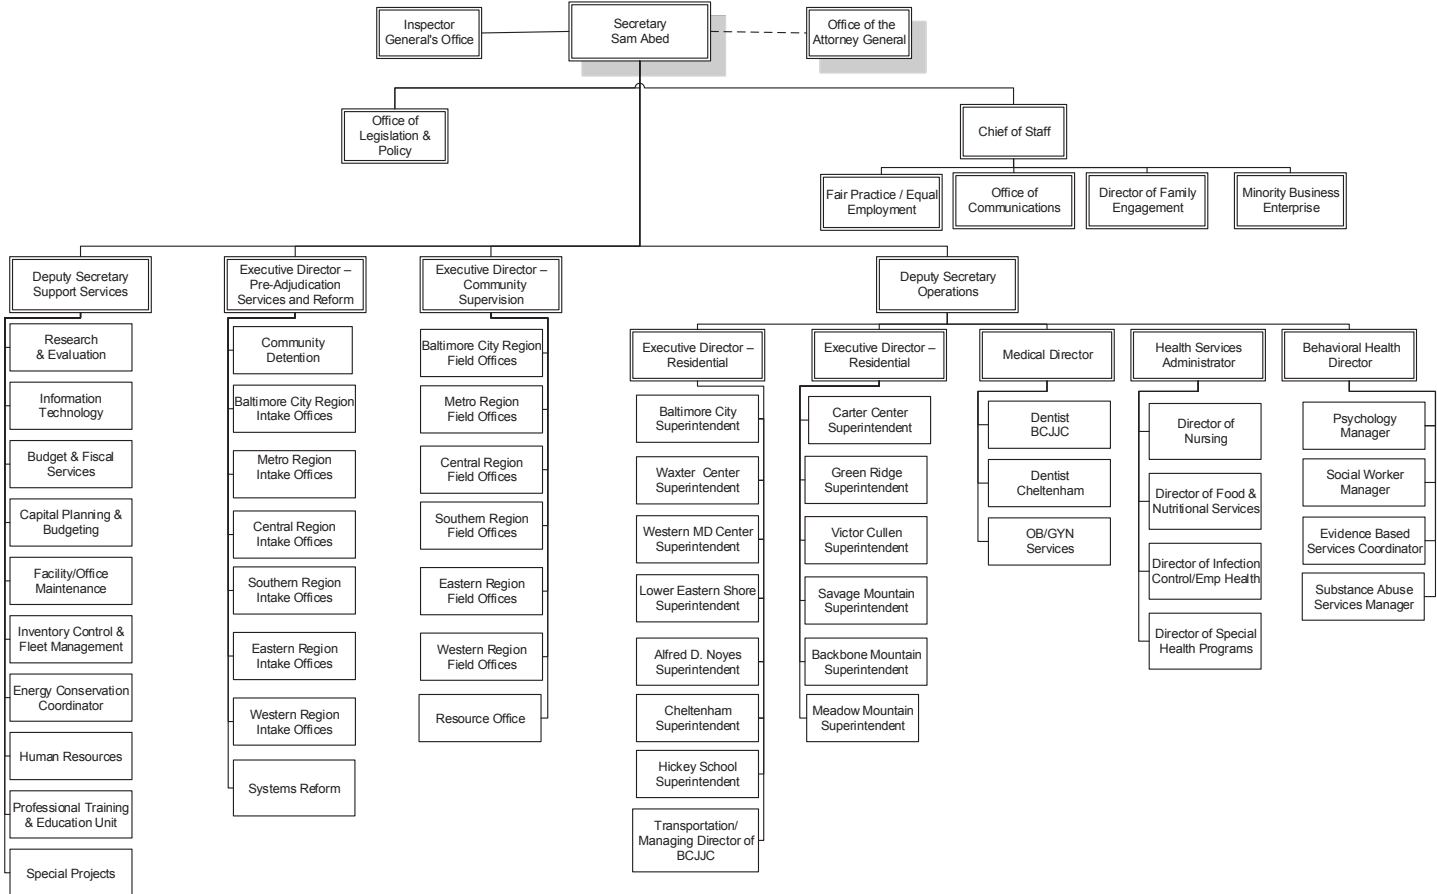 Inspector
General's Office
Secretary
Sam Abed
Office of the
Attorney General
Office of
Legislation &
Policy
Chief of Staff
Fair Practice / Equal
Employment
Office of
Communications
Director of Family
Engagement
Minority Business
Enterprise
Deputy Secretary
Support Services
Research
& Evaluation
Information
Technology
Budget & Fiscal
Services
Capital Planning &
Budgeting
Facility/Office
Maintenance
Inventory Control &
Fleet Management
Energy Conservation
Coordinator
Human Resources
Professional Training
& Education Unit
Special Projects
Executive Director –
Pre-Adjudication
Services and Reform
Community
Detention
Baltimore City Region
Intake Offices
Metro Region
Intake Offices
Central Region
Intake Offices
Southern Region
Intake Offices
Eastern Region
Intake Offices
Western Region
Intake Offices
Systems Reform
Executive Director –
Community
Supervision
Baltimore City Region
Field Offices
Metro Region
Field Offices
Central Region
Field Offices
Southern Region
Field Offices
Eastern Region
Field Offices
Western Region
Field Offices
Resource Office
Deputy Secretary
Operations
Executive Director –
Residential
Baltimore City
Superintendent
Waxter Center
Superintendent
Western MD Center
Superintendent
Lower Eastern Shore
Superintendent
Alfred D. Noyes
Superintendent
Cheltenham
Superintendent
Hickey School
Superintendent
Transportation/
Managing Director of
BCJJC
Executive Director –
Residential
Carter Center
Superintendent
Green Ridge
Superintendent
Victor Cullen
Superintendent
Savage Mountain
Superintendent
Backbone Mountain
Superintendent
Meadow Mountain
Superintendent
Medical Director
Dentist
BCJJC
Dentist
Cheltenham
OB/GYN
Services
Health Services
Administrator
Director of
Nursing
Director of Food &
Nutritional Services
Director of Infection
Control/Emp Health
Director of Special
Health Programs
Behavioral Health
Director
Psychology
Manager
Social Worker
Manager
Evidence Based
Services Coordinator
Substance Abuse
Services Manager